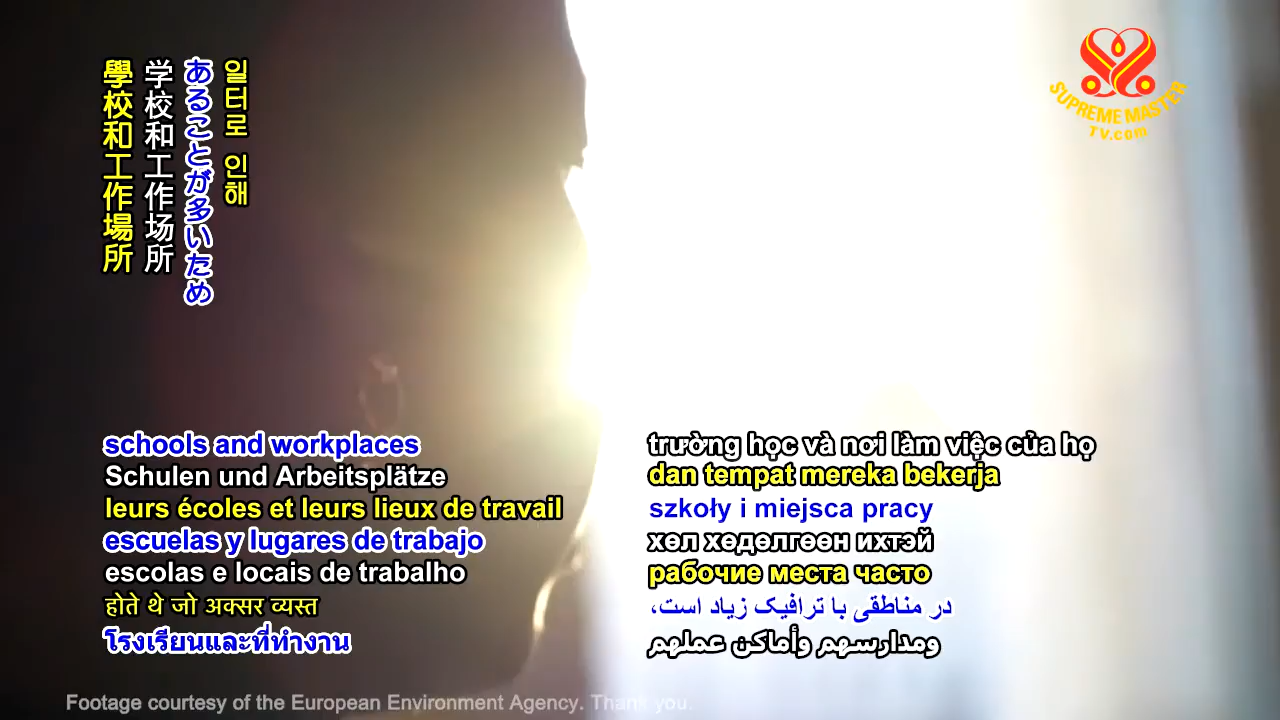 學校和工作場所
学校和工作场所
あることが多いため
일터로 인해
SUPREME MASTER
TV.com
schools and workplaces
Schulen und Arbeitsplätze
leurs écoles et leurs lieux de travail
escuelas y lugares de trabajo
escolas e locais de trabalho
होते थे जो अक्सर व्यस्त
โรงเรียนและที่ทำงาน
trường học và nơi làm việc của họ
dan tempat mereka bekerja
szkoły i miejsca pracy
хөл хөдөлгөөн ихтэй
рабочие места часто
در مناطقی با ترافیک زیاد است،
ومدارسهم وأماكن عملهم
Footage courtesy of the European Environment Agency. Thank you.